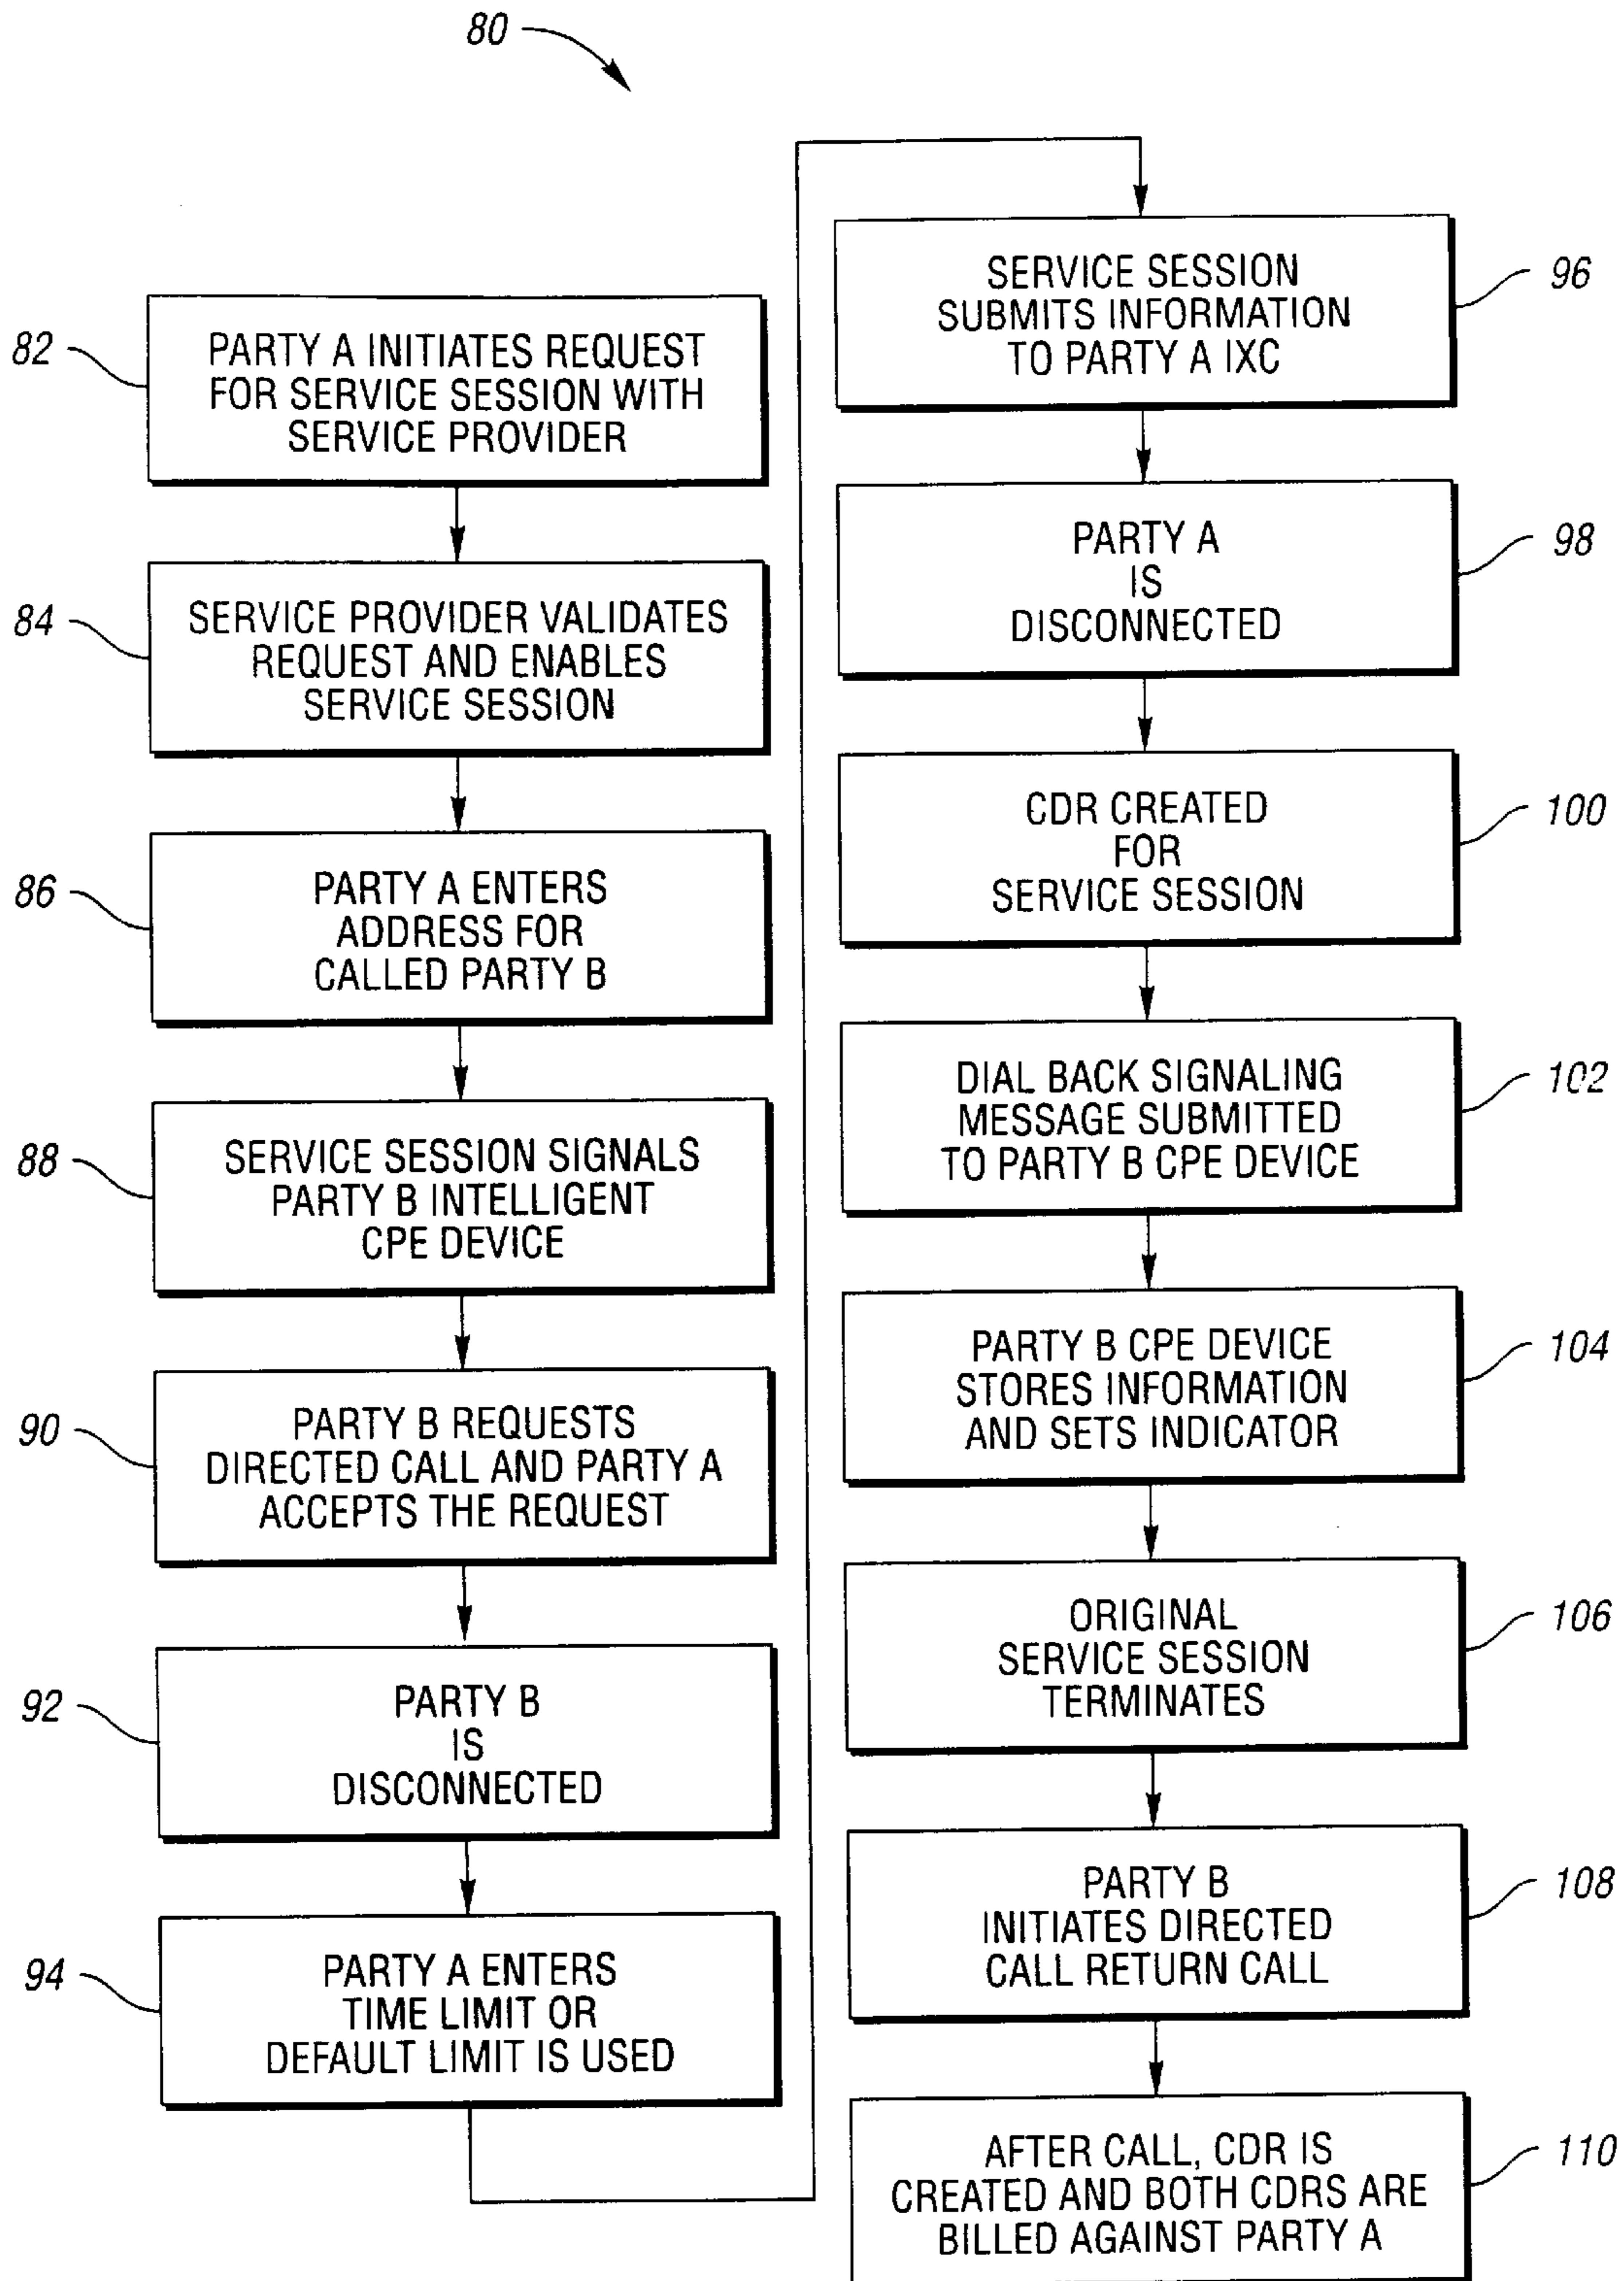 80
82
PARTY A INITIATES REQUEST
FOR SERVICE SESSION WITH
SERVICE PROVIDER
84
SERVICE PROVIDER VALIDATES
REQUEST AND ENABLES
SERVICE SESSION
86
PARTY A ENTERS
ADDRESS FOR
CALLED PARTY B
88
SERVICE SESSION SIGNALS
PARTY B INTELLIGENT
CPE DEVICE
90
PARTY B REQUESTS
DIRECTED CALL AND PARTY A
ACCEPTS THE REQUEST
92
PARTY B
IS
DISCONNECTED
94
PARTY A ENTERS
TIME LIMIT OR
DEFAULT LIMIT IS USED
SERVICE SESSION
SUBMITS INFORMATION
TO PARTY A IXC
96
PARTY A
IS
DISCONNECTED
98
CDR CREATED
FOR
SERVICE SESSION
100
DIAL BACK SIGNALING
MESSAGE SUBMITTED
TO PARTY B CPE DEVICE
102
PARTY B CPE DEVICE
STORES INFORMATION
AND SETS INDICATOR
104
ORIGINAL
SERVICE SESSION
TERMINATES
106
PARTY B
INITIATES DIRECTED
CALL RETURN CALL
108
AFTER CALL, CDR IS
CREATED AND BOTH CDRS ARE
BILLED AGAINST PARTY A
110